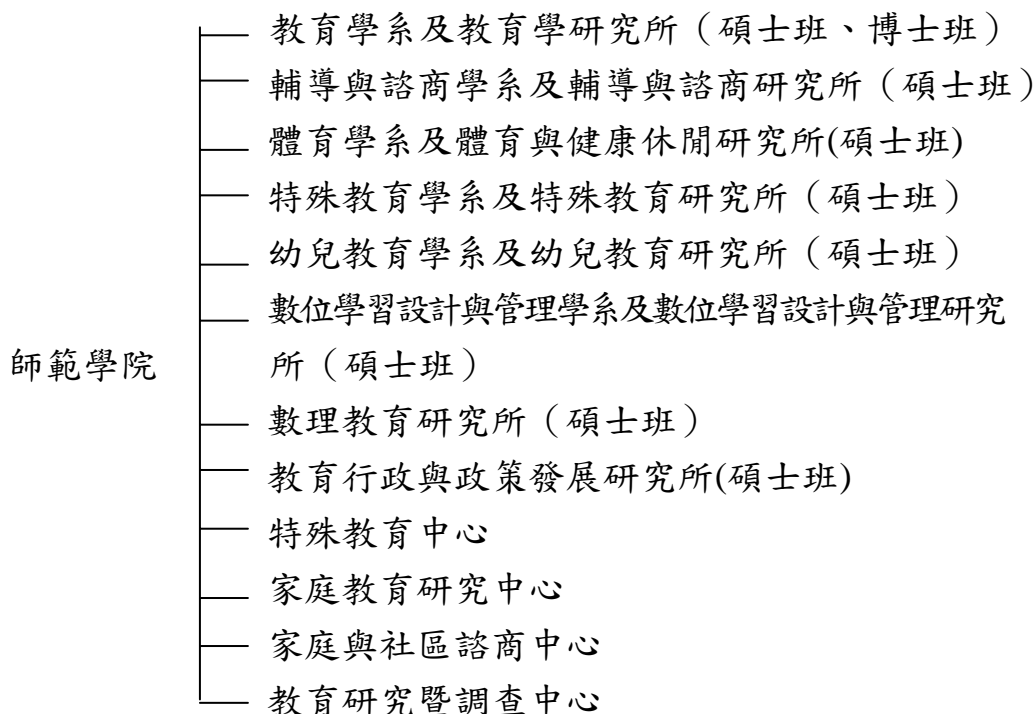 教育學系及教育學研究所（碩士班、博士班）
輔導與諮商學系及輔導與諮商研究所（碩士班）
體育學系及體育與健康休閒研究所(碩士班)
特殊教育學系及特殊教育研究所（碩士班）
幼兒教育學系及幼兒教育研究所（碩士班）
數位學習設計與管理學系及數位學習設計與管理研究
師範學院
所（碩士班）
數理教育研究所（碩士班）
教育行政與政策發展研究所(碩士班)
特殊教育中心
家庭教育研究中心
家庭與社區諮商中心
教育研究暨調查中心